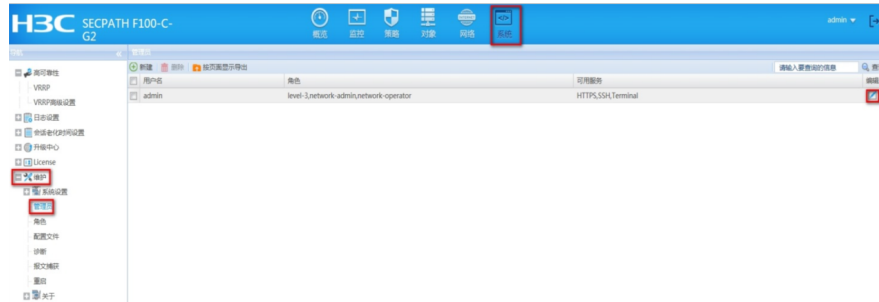 H3C SECPATH F100-C-G2
概览 监控 策略 对象 网络 系统
admin
管理员
新建 删除 按页面显示导出 请输入要查询的信息 查
用户名 角色 可用服务 编辑
admin level-3,network-admin,network-operator HTTPS,SSH,Terminal
高可靠性
VRRP
VRRP高级设置
日志设置
会话老化时间设置
升级中心
License
维护
系统设置
管理员
角色
配置文件
诊断
报文捕获
重启
关于